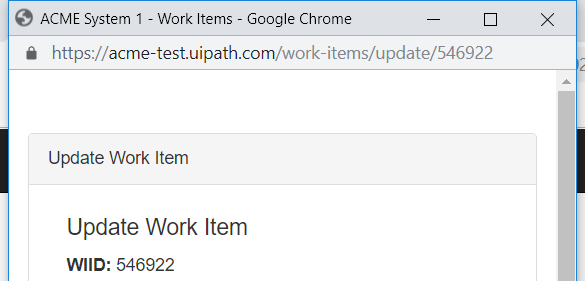 ACME System 1 - Work Items - Google Chrome
https://acme-test.uipath.com/work-items/update/546922
Update Work Item
Update Work Item
WIID: 546922